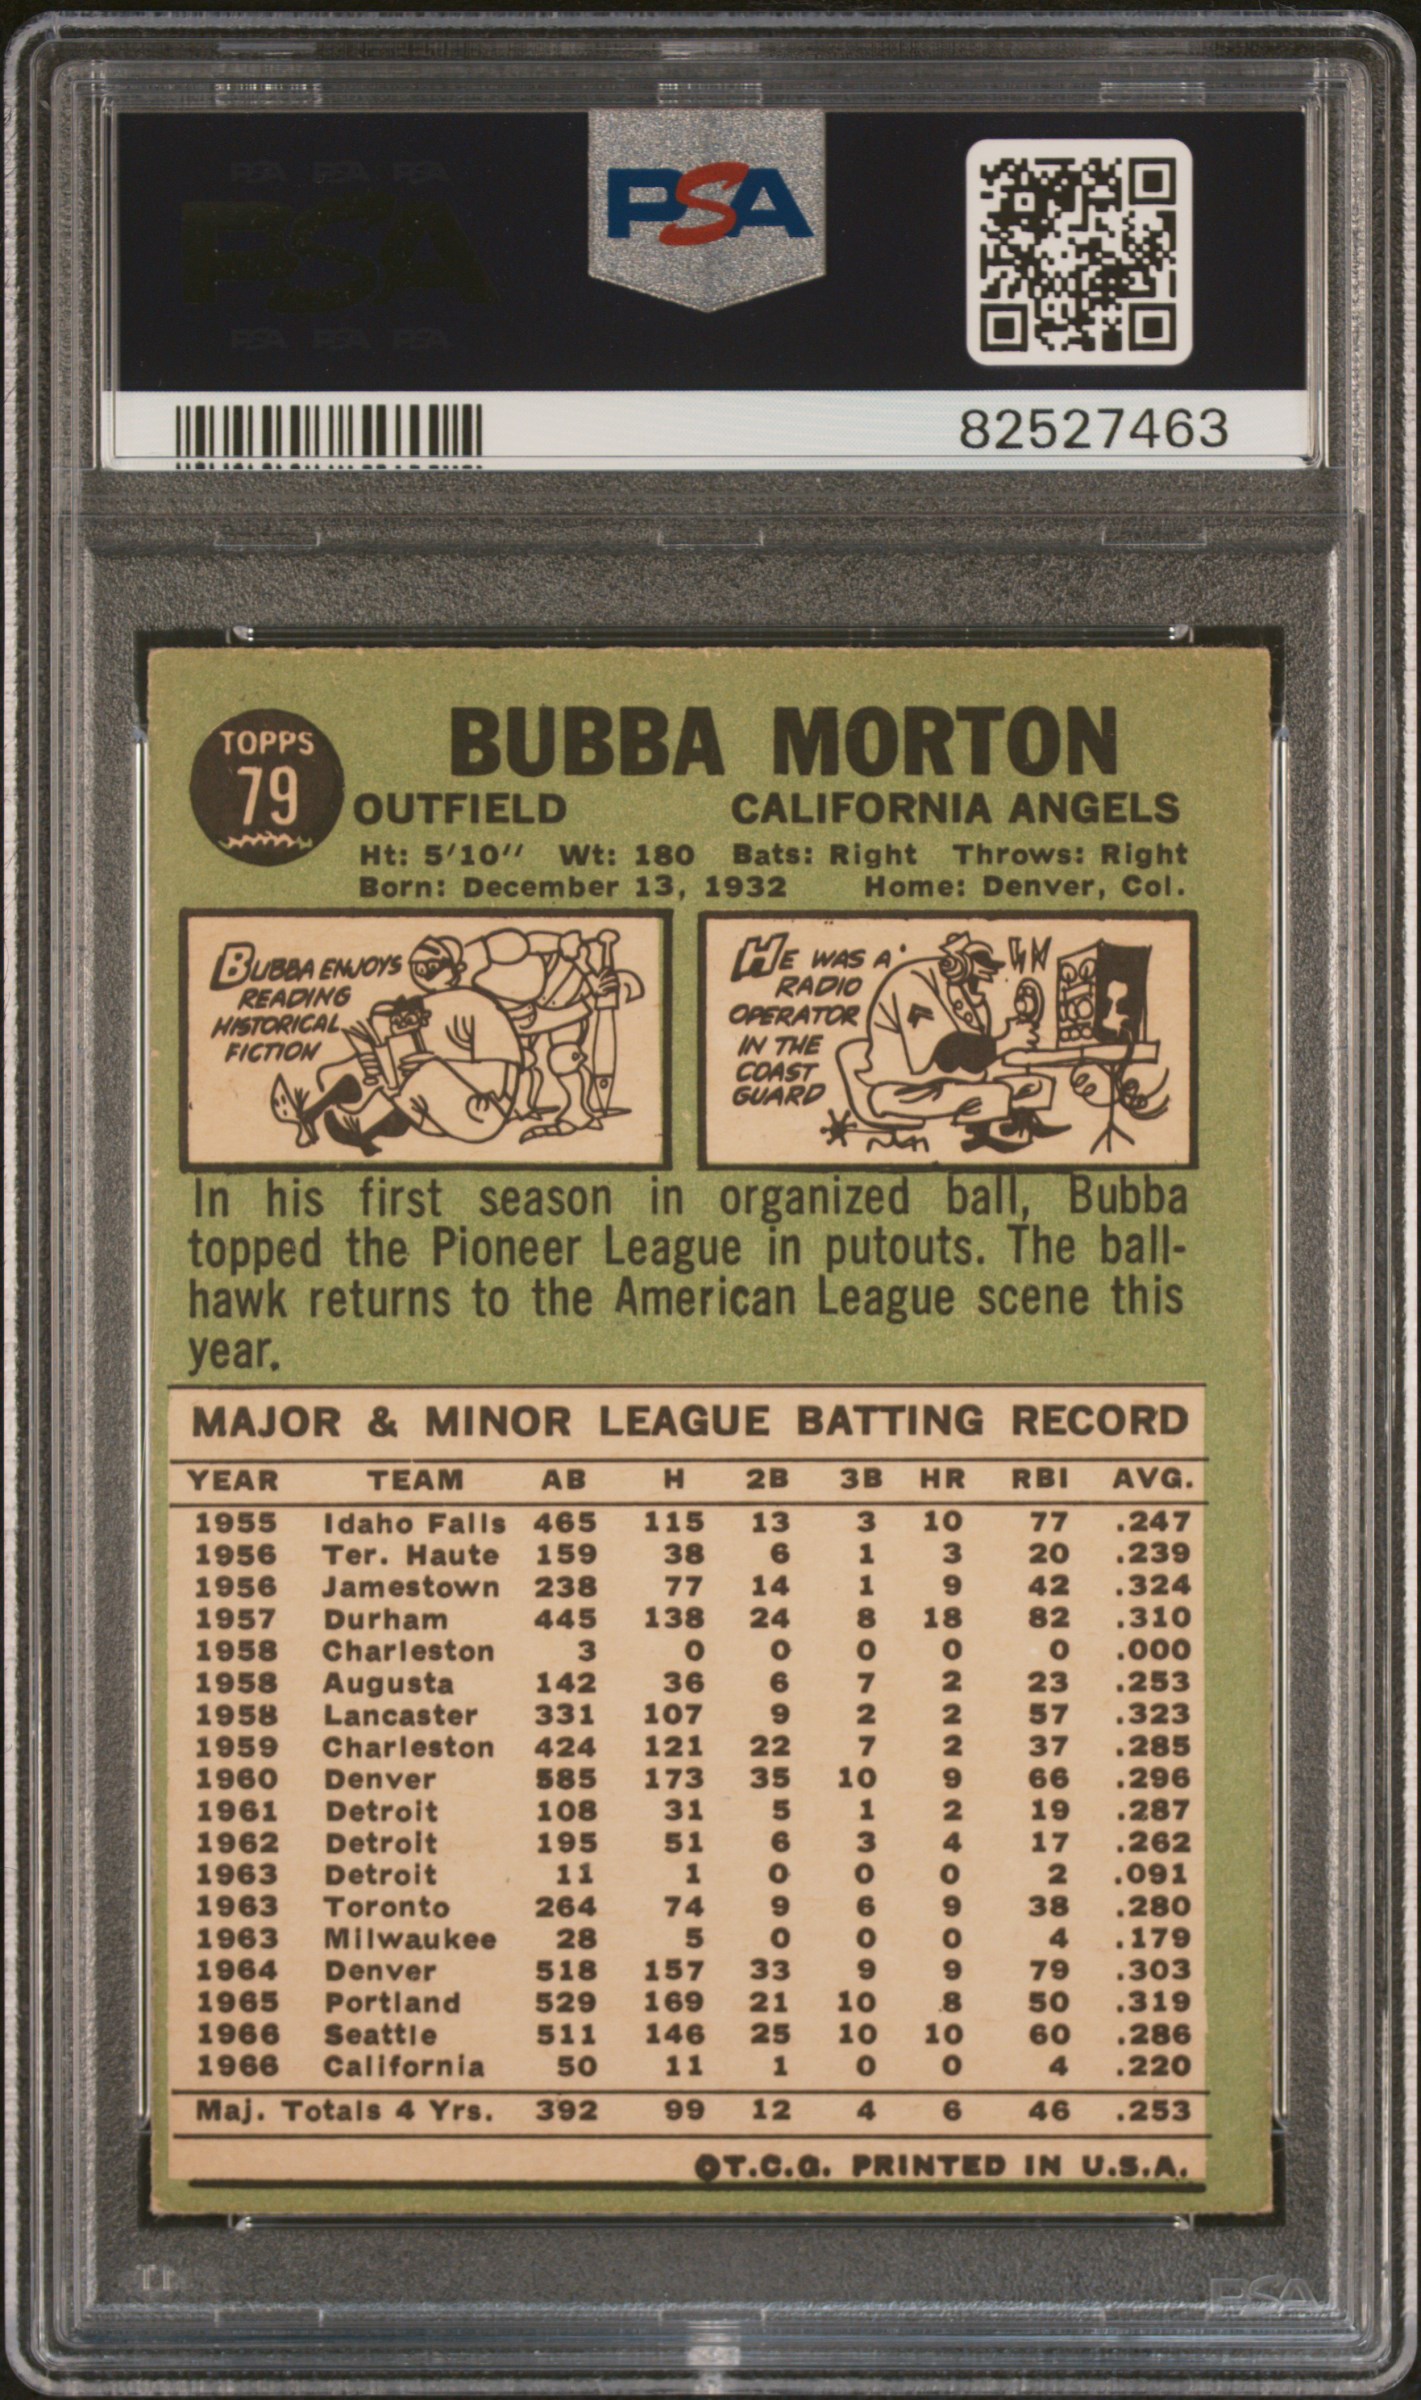 PSA PSA PSA
PSA
PSA PSA PSA
PSA
82527463
TOPPS
79
BUBBA MORTON
OUTFIELD CALIFORNIA ANGELS
Ht: 5'10" Wt: 180 Bats: Right Throws: Right
Born: December 13, 1932 Home: Denver, Col.
BUBBA ENJOYS
READING
HISTORICAL
FICTION
HE WAS A
RADIO
OPERATOR
IN THE
COAST
GUARD
In his first season in organized ball, Bubba
topped the Pioneer League in putouts. The ball-
hawk returns to the American League scene this
year.
MAJOR & MINOR LEAGUE BATTING RECORD
YEAR TEAM AB H 2B 3B HR RBI AVG.
1955 Idaho Falls 465 115 13 3 10 77 .247
1956 Ter. Haute 159 38 6 1 3 20 .239
1956 Jamestown 238 77 14 1 9 42 .324
1957 Durham 445 138 24 8 18 82 .310
1958 Charleston 3 0 0 0 0 0 .000
1958 Augusta 142 36 6 7 2 23 .253
1958 Lancaster 331 107 9 2 2 57 .323
1959 Charleston 424 121 22 7 2 37 .285
1960 Denver 585 173 35 10 9 66 .296
1961 Detroit 108 31 5 1 2 19 .287
1962 Detroit 195 51 6 3 4 17 .262
1963 Detroit 11 1 0 0 0 2 .091
1963 Toronto 264 74 9 6 9 38 .280
1963 Milwaukee 28 5 0 0 0 4 .179
1964 Denver 518 157 33 9 9 79 .303
1965 Portland 529 169 21 10 8 50 .319
1966 Seattle 511 146 25 10 10 60 .286
1966 California 50 11 1 0 0 4 .220
Maj. Totals 4 Yrs. 392 99 12 4 6 46 .253
©T.C.G. PRINTED IN U.S.A.
PSA